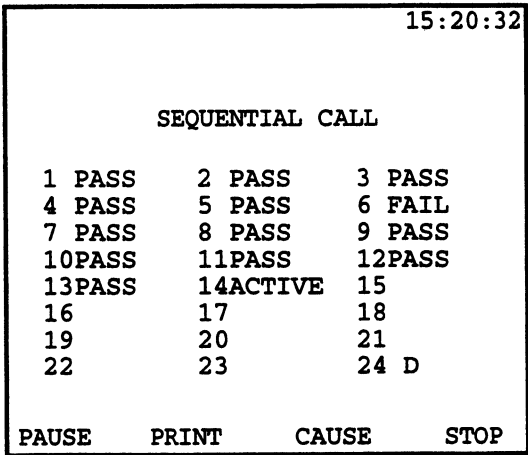 15:20:32
SEQUENTIAL CALL
1 PASS 2 PASS 3 PASS
4 PASS 5 PASS 6 FAIL
7 PASS 8 PASS 9 PASS
10PASS 11PASS 12PASS
13PASS 14ACTIVE 15
16 17 18
19 20 21
22 23 24 D
PAUSE PRINT CAUSE STOP